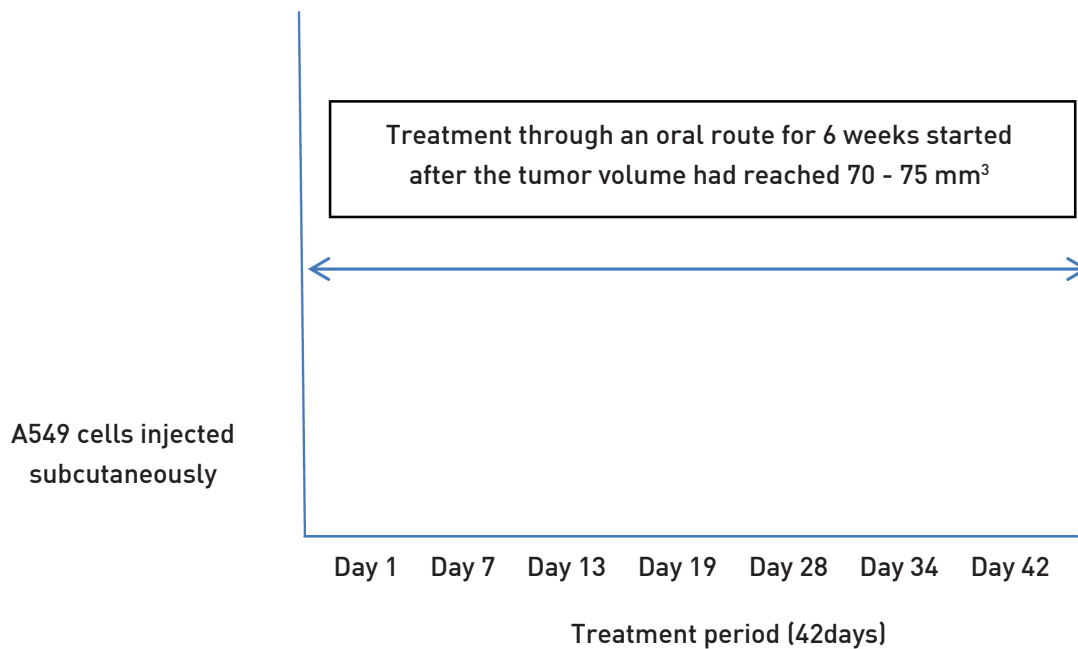 Treatment through an oral route for 6 weeks started
after the tumor volume had reached 70 - 75 mm³
A549 cells injected
subcutaneously
Day 1 Day 7 Day 13 Day 19 Day 28 Day 34 Day 42
Treatment period (42days)